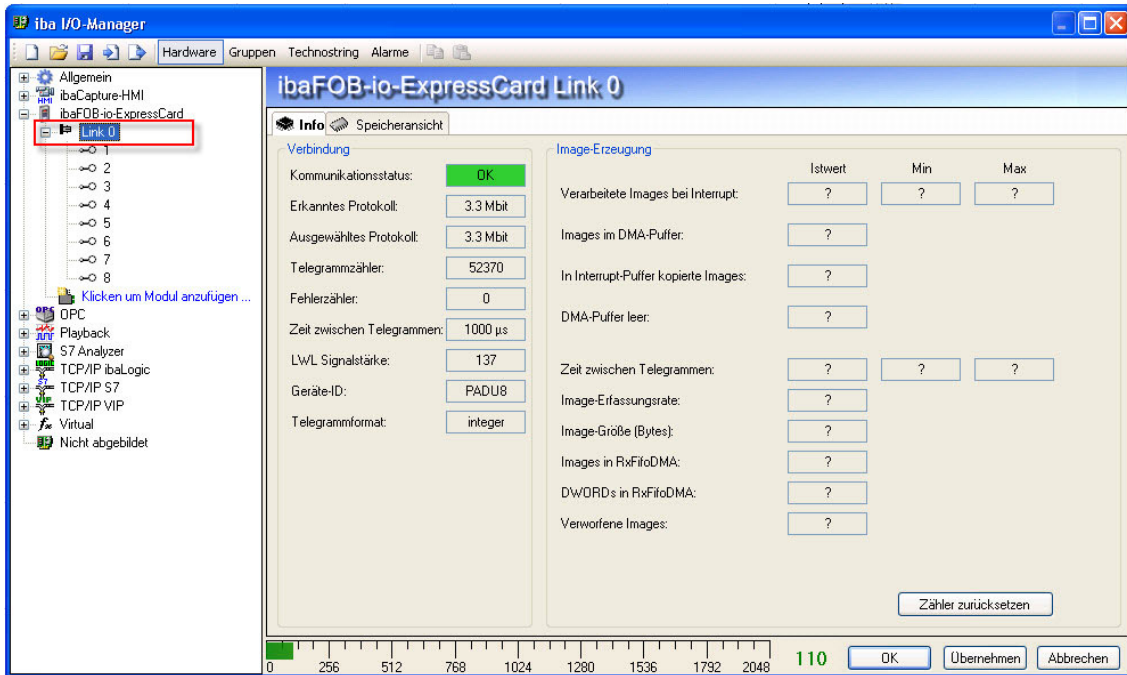 iba I/O-Manager
Hardware Gruppen Technostring Alarme
Allgemein
ibaCapture-HMI
ibaFOB-io-ExpressCard
Link 0
1
2
3
4
5
6
7
8
Klicken um Modul anzufügen ...
OPC
Playback
S7 Analyzer
TCP/IP ibaLogic
TCP/IP S7
TCP/IP VIP
Virtual
Nicht abgebildet
ibaFOB-io-ExpressCard Link 0
Info Speicheransicht
Verbindung
Kommunikationsstatus: OK
Erkanntes Protokoll: 3.3 Mbit
Ausgewähltes Protokoll: 3.3 Mbit
Telegrammzähler: 52370
Fehlerzähler: 0
Zeit zwischen Telegrammen: 1000 µs
LWL Signalstärke: 137
Geräte-ID: PADU8
Telegrammformat: integer
Image-Erzeugung
Istwert Min Max
Verarbeitete Images bei Interrupt: ? ? ?
Images im DMA-Puffer: ?
In Interrupt-Puffer kopierte Images: ?
DMA-Puffer leer: ?
Zeit zwischen Telegrammen: ? ? ?
Image-Erfassungsrate: ?
Image-Größe (Bytes): ?
Images in RxFifoDMA: ?
DWORDs in RxFifoDMA: ?
Verworfene Images: ?
Zähler zurücksetzen
0 256 512 768 1024 1280 1536 1792 2048
110 OK Übernehmen Abbrechen